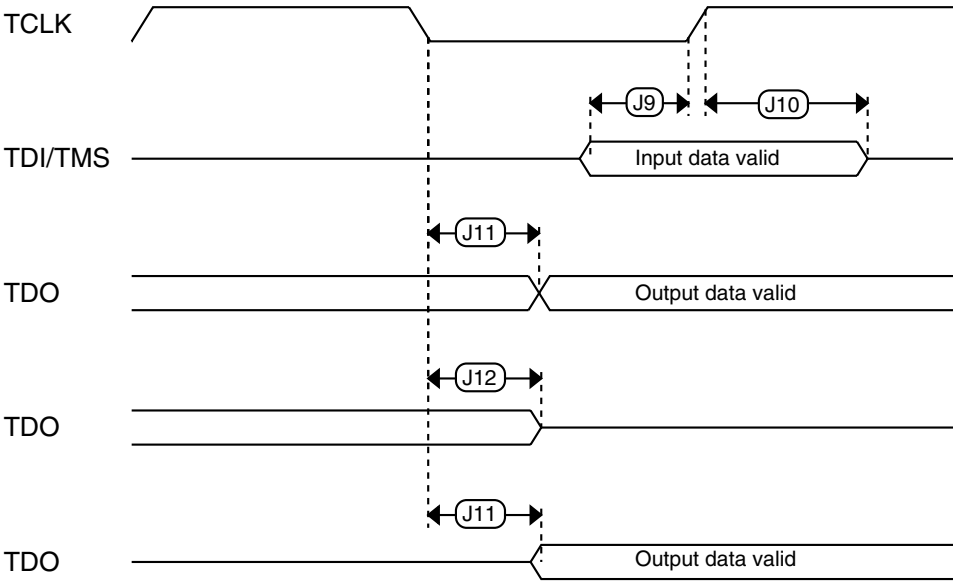 TCLK
J9
J10
TDI/TMS
Input data valid
J11
TDO
Output data valid
J12
TDO
J11
TDO
Output data valid